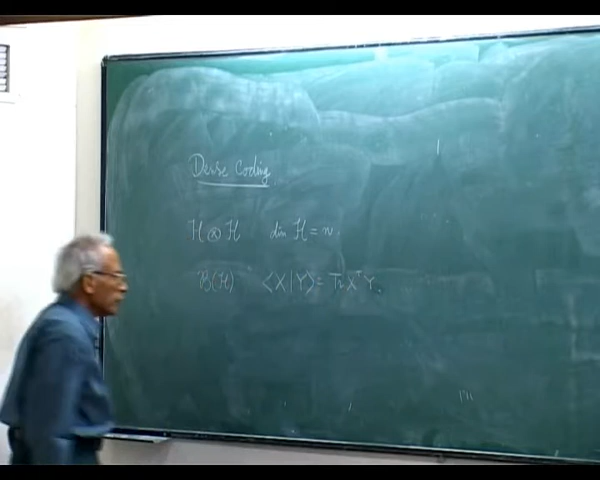 Dense Coding
H ⊗ H dim H = n.
B(H) ⟨X|Y⟩ = Tr X†Y.